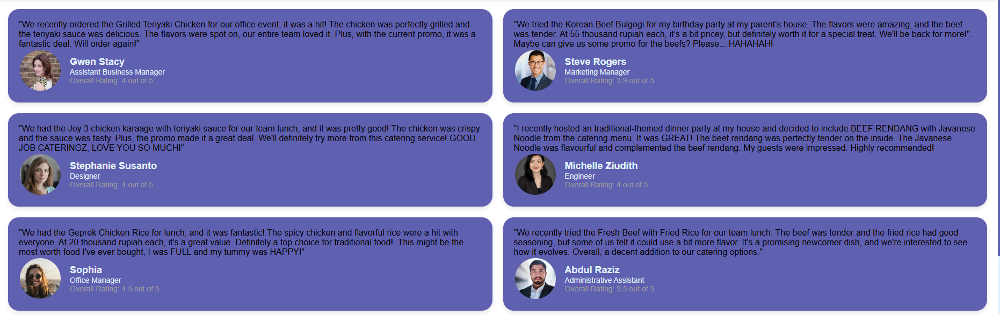 "We recently ordered the Grilled Teriyaki Chicken for our office event, it was a hit! The chicken was perfectly grilled and
the teriyaki sauce was delicious. The flavors were spot on, our entire team loved it. Plus, with the current promo, it was a
fantastic deal. Will order again!"
Gwen Stacy
Assistant Business Manager
Overall Rating: 4 out of 5
"We tried the Korean Beef Bulgogi for my birthday party at my parent’s house. The flavors were amazing, and the beef
was tender. At 55 thousand rupiah each, it’s a bit pricey, but definitely worth it for a special treat. We'll be back for more!".
Maybe can give us some promo for the beefs? Please... HAHAHAH!
Steve Rogers
Marketing Manager
Overall Rating: 3.9 out of 5
"We had the Joy 3 chicken karaage with teriyaki sauce for our team lunch, and it was pretty good! The chicken was crispy
and the sauce was tasty. Plus, the promo made it a great deal. We'll definitely try more from this catering service! GOOD
JOB CATERINGZ, LOVE YOU SO MUCH!"
Stephanie Susanto
Designer
Overall Rating: 4 out of 5
"I recently hosted an traditional-themed dinner party at my house and decided to include BEEF RENDANG with Javanese
Noodle from the catering menu. It was GREAT! The beef rendang was perfectly tender on the inside. The Javanese
Noodle was flavourful and complemented the beef rendang. My guests were impressed. Highly recommended!
Michelle Ziudith
Engineer
Overall Rating: 4 out of 5
"We had the Geprek Chicken Rice for lunch, and it was fantastic! The spicy chicken and flavorful rice were a hit with
everyone. At 20 thousand rupiah each, it's a great value. Definitely a top choice for traditional food!. This might be the
most worth food I've ever bought, I was FULL and my tummy was HAPPY!"
Sophia
Office Manager
Overall Rating: 4.5 out of 5
"We recently tried the Fresh Beef with Fried Rice for our team lunch. The beef was tender and the fried rice had good
seasoning, but some of us felt it could use a bit more flavor. It's a promising newcomer dish, and we're interested to see
how it evolves. Overall, a decent addition to our catering options."
Abdul Raziz
Administrative Assistant
Overall Rating: 3.5 out of 5